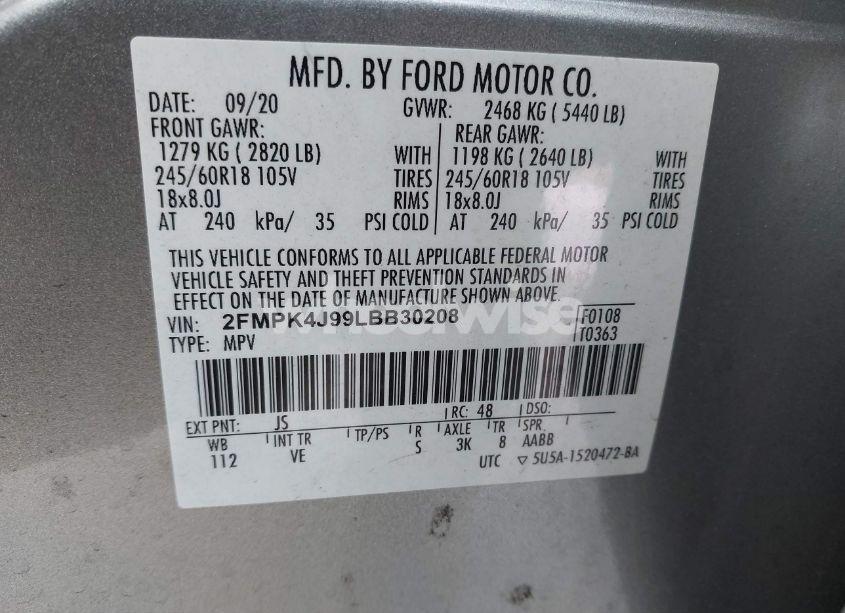 MFD. BY FORD MOTOR CO.
DATE: 09/20 GVWR: 2468 KG ( 5440 LB)
FRONT GAWR: REAR GAWR:
1279 KG ( 2820 LB) WITH 1198 KG ( 2640 LB) WITH
245/60R18 105V TIRES 245/60R18 105V TIRES
18x8.0J RIMS 18x8.0J RIMS
AT 240 kPa/ 35 PSI COLD AT 240 kPa/ 35 PSI COLD
THIS VEHICLE CONFORMS TO ALL APPLICABLE FEDERAL MOTOR
VEHICLE SAFETY AND THEFT PREVENTION STANDARDS IN
EFFECT ON THE DATE OF MANUFACTURE SHOWN ABOVE.
VIN: 2FMPK4J99LBB30208 F0108
TYPE: MPV T0363
EXT PNT: JS RC: 48 DSO:
WB INT TR TP/PS R AXLE TR SPR
112 VE S 3K 8 AABB
UTC ▽ 5U5A-1520472-BA